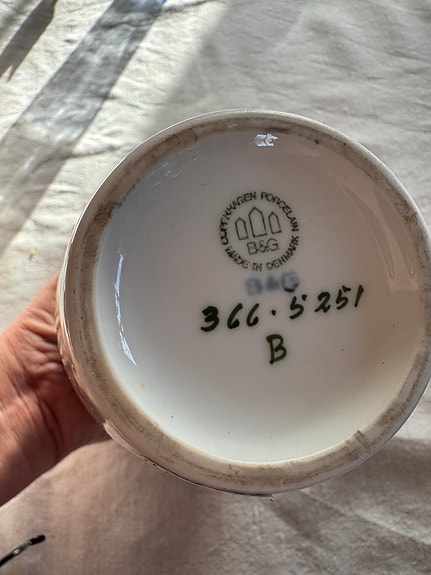 COPENHAGEN PORCELAIN
B&G
MADE IN DENMARK
B&G
366·5251
B